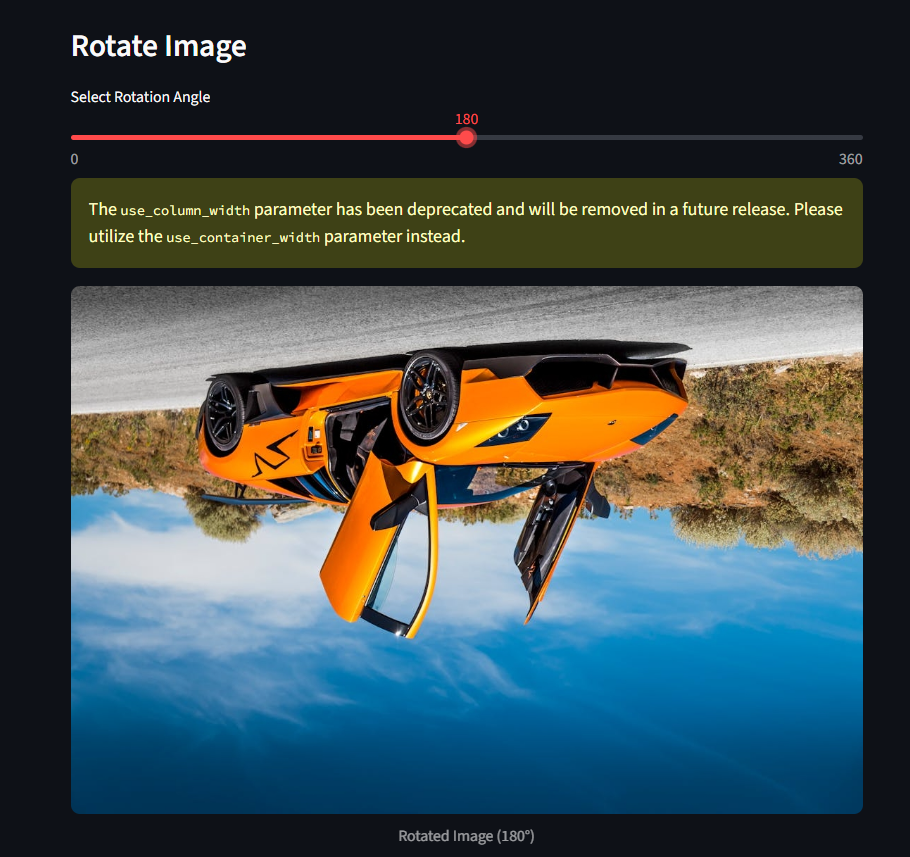 Rotate Image
Select Rotation Angle
180
0
360
The use_column_width parameter has been deprecated and will be removed in a future release. Please
utilize the use_container_width parameter instead.
Rotated Image (180°)